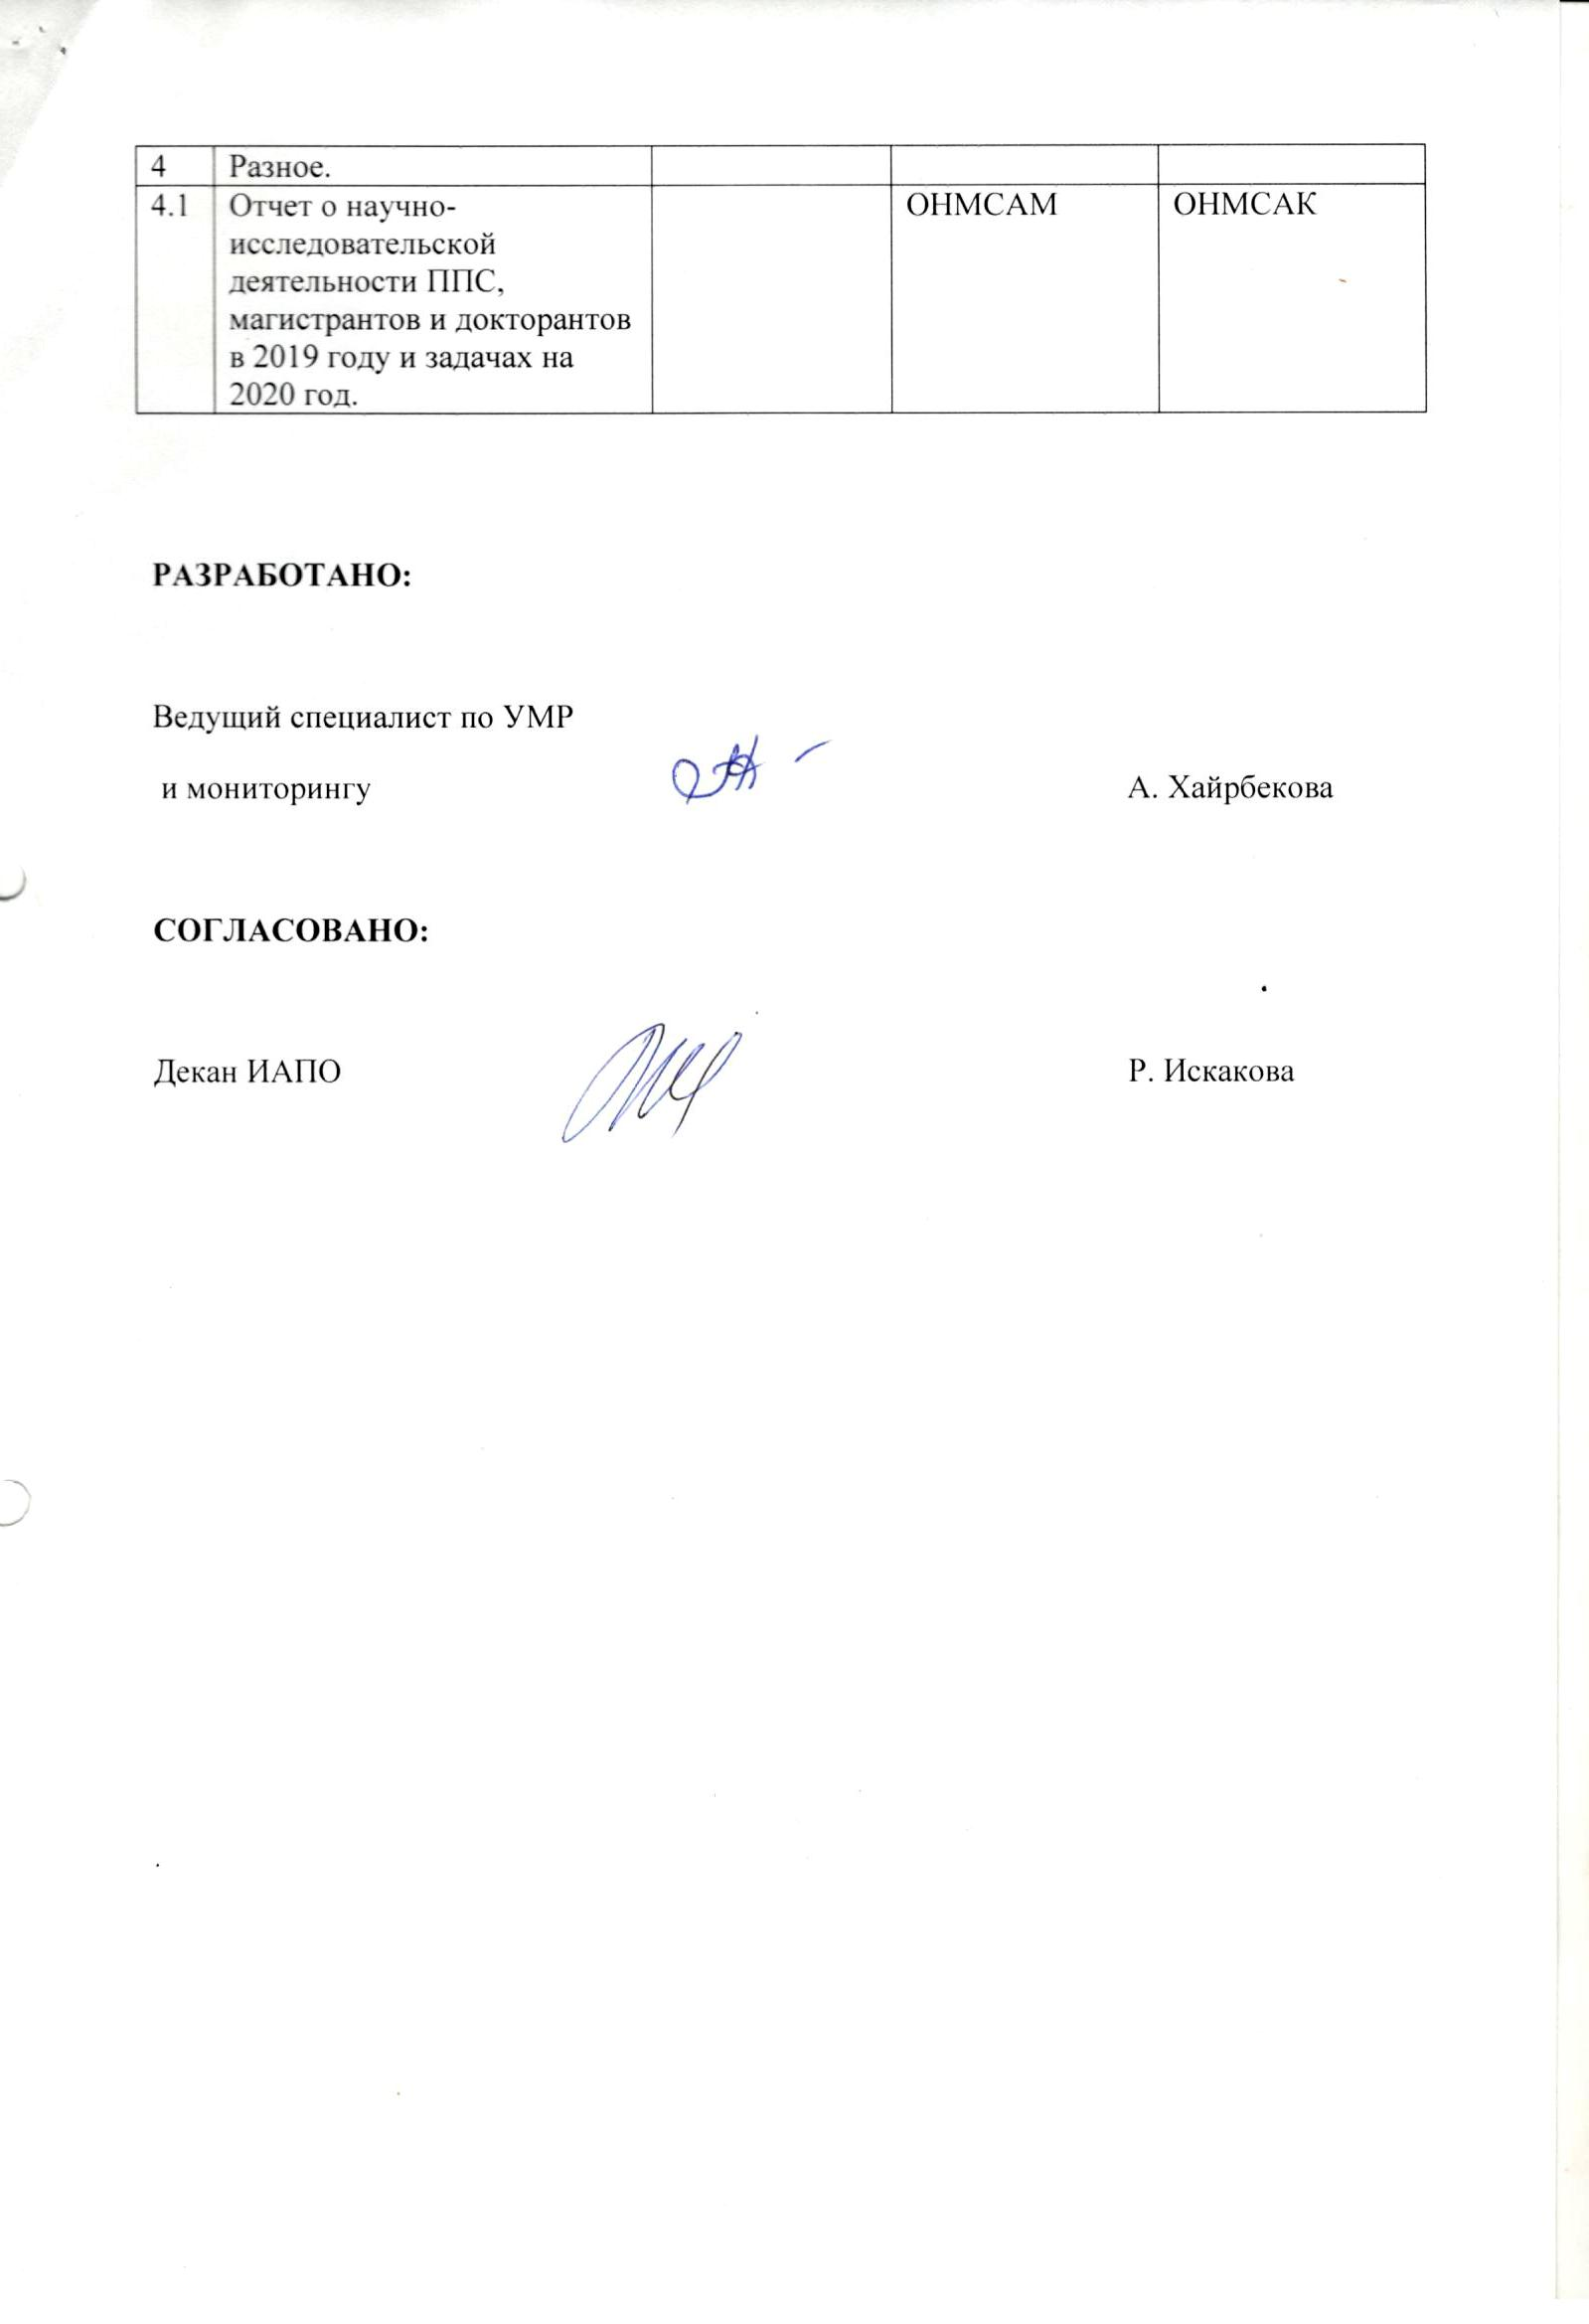 4 Разное.
4.1 Отчет о научно- ОНМСАМ ОНМСАК
исследовательской
деятельности ППС,
магистрантов и докторантов
в 2019 году и задачах на
2020 год.
РАЗРАБОТАНО:
Ведущий специалист по УМР
и мониторингу А. Хайрбекова
СОГЛАСОВАНО:
Декан ИАПО Р. Искакова